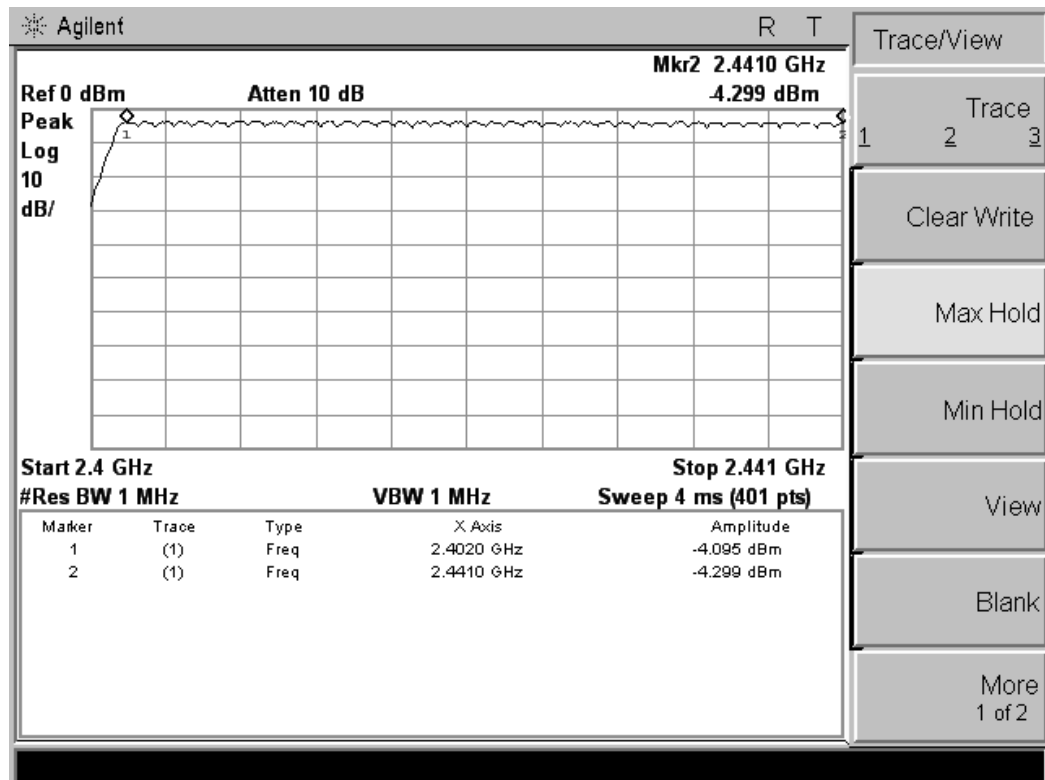 Agilent R T
Trace/View
Mkr2 2.4410 GHz
Ref 0 dBm Atten 10 dB -4.299 dBm
Peak
Log
10
dB/
1
2
Start 2.4 GHz Stop 2.441 GHz
#Res BW 1 MHz VBW 1 MHz Sweep 4 ms (401 pts)
Marker Trace Type X Axis Amplitude
1 (1) Freq 2.4020 GHz -4.095 dBm
2 (1) Freq 2.4410 GHz -4.299 dBm
Trace
1 2 3
Clear Write
Max Hold
Min Hold
View
Blank
More
1 of 2